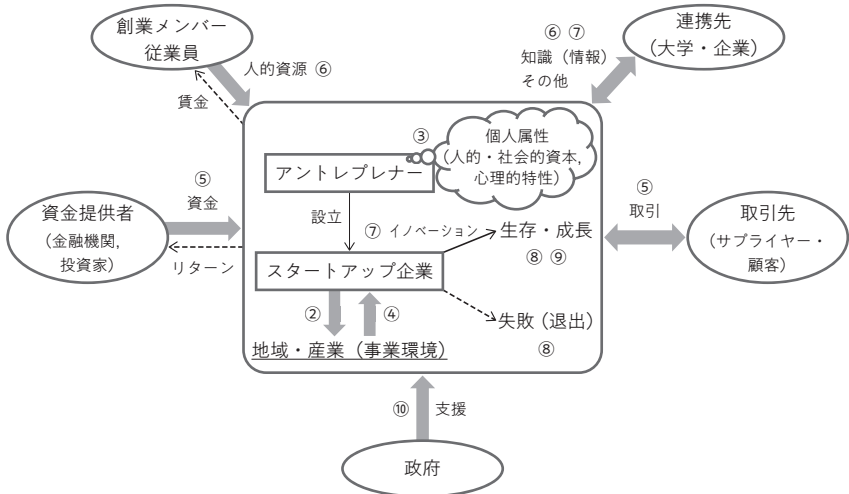 創業メンバー
従業員
人的資源 ⑥
賃金
⑥ ⑦
知識（情報）
その他
連携先
（大学・企業）
③
個人属性
（人的・社会的資本,
心理的特性）
アントレプレナー
⑤
資金
資金提供者
（金融機関,
投資家）
リターン
設立
⑦ イノベーション
生存・成長
⑧ ⑨
スタートアップ企業
② ④
失敗（退出）
⑧
地域・産業（事業環境）
⑤
取引
取引先
（サプライヤー・
顧客）
⑩ 支援
政府